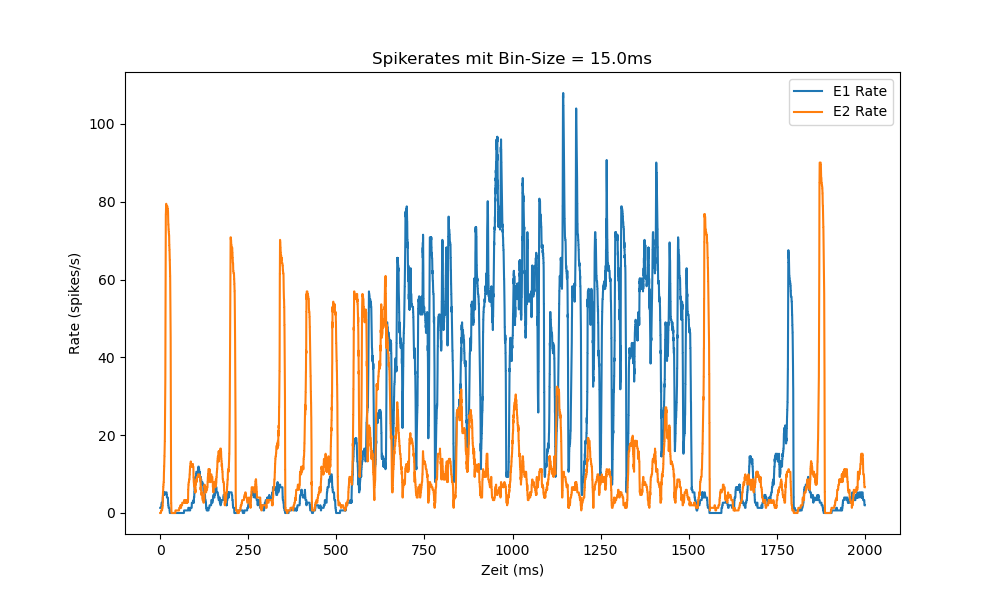 Spikerates mit Bin-Size = 15.0ms
E1 Rate
E2 Rate
100
80
60
40
20
0
Rate (spikes/s)
0 250 500 750 1000 1250 1500 1750 2000
Zeit (ms)